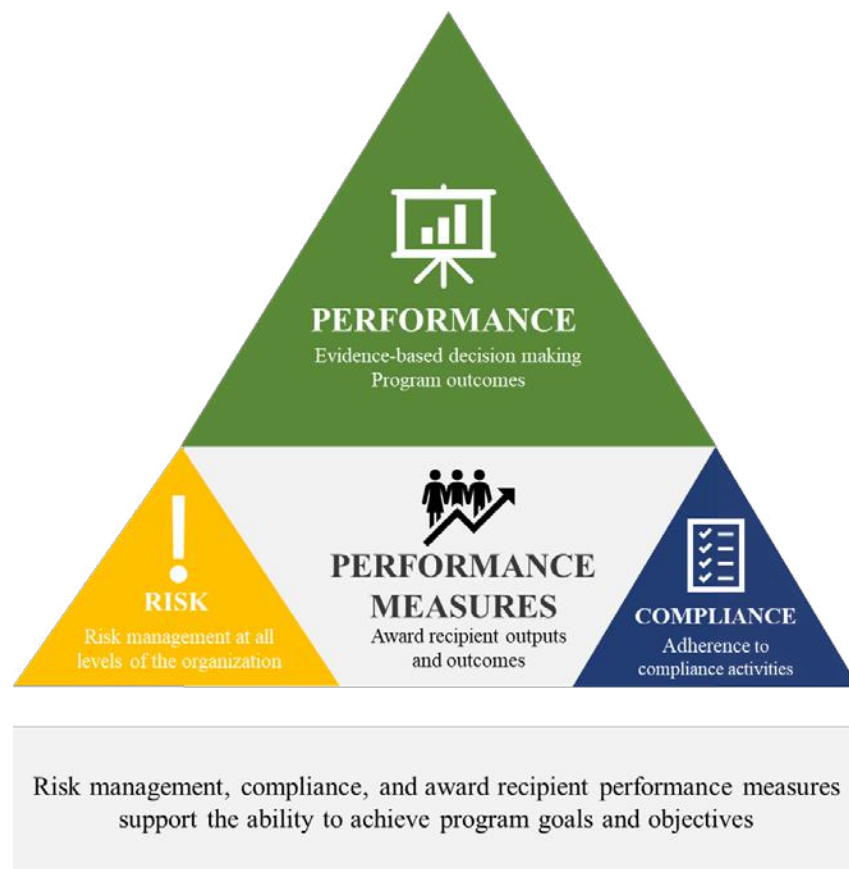 PERFORMANCE
Evidence-based decision making
Program outcomes
RISK
Risk management at all
levels of the organization
PERFORMANCE
MEASURES
Award recipient outputs
and outcomes
COMPLIANCE
Adherence to
compliance activities
Risk management, compliance, and award recipient performance measures
support the ability to achieve program goals and objectives